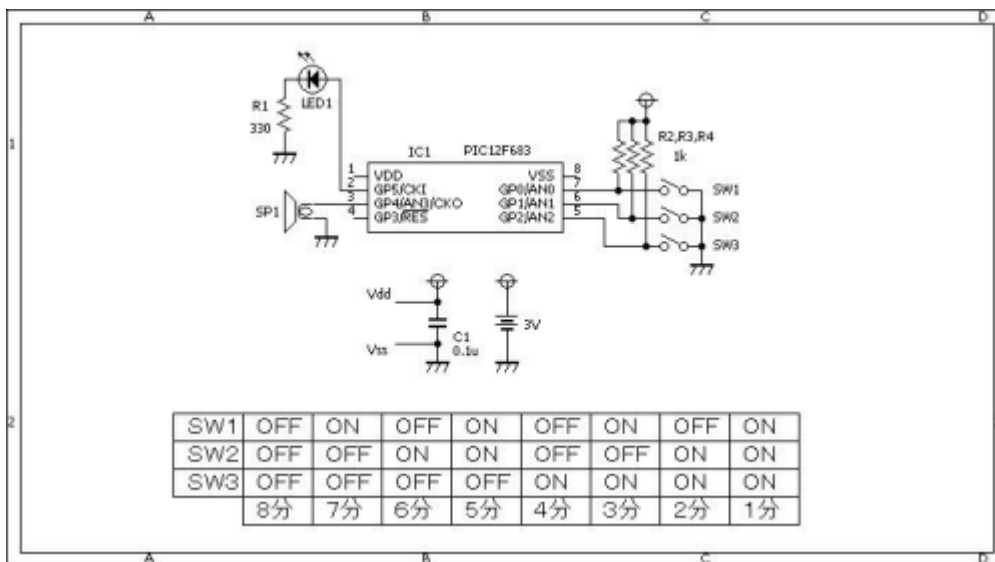 A B C D
1
R1
330
LED1
IC1 PIC12F683
1 VDD VSS 8
2 GP5/CKI GP0/AN0 7
3 GP4/AN3/CKO GP1/AN1 6
4 GP3/RES GP2/AN2 5
SP1
R2,R3,R4
1k
SW1
SW2
SW3
Vdd
Vss
C1
0.1u
3V
2
SW1 OFF ON OFF ON OFF ON OFF ON
SW2 OFF OFF ON ON OFF OFF ON ON
SW3 OFF OFF OFF OFF ON ON ON ON
8分 7分 6分 5分 4分 3分 2分 1分
A B C D